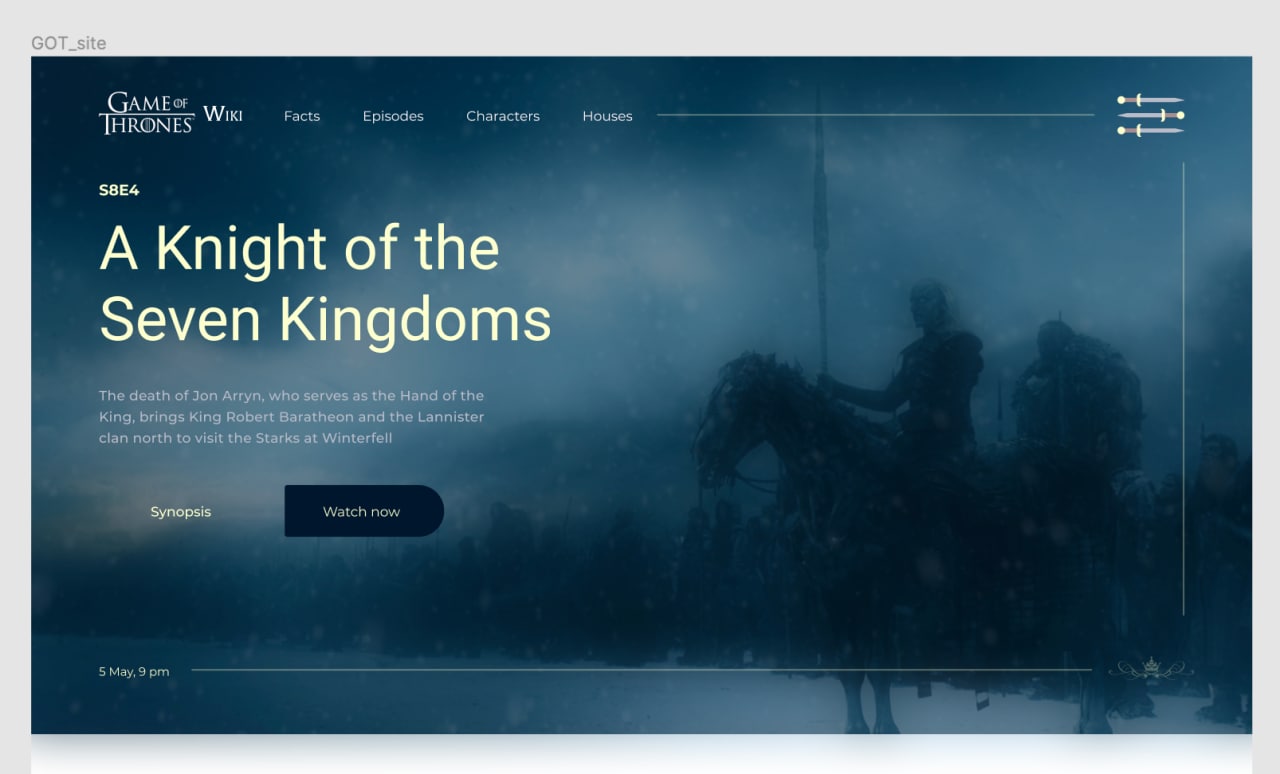 GOT_site
GAME OF
THRONES Wiki Facts Episodes Characters Houses
S8E4
A Knight of the
Seven Kingdoms
The death of Jon Arryn, who serves as the Hand of the
King, brings King Robert Baratheon and the Lannister
clan north to visit the Starks at Winterfell
Synopsis Watch now
5 May, 9 pm